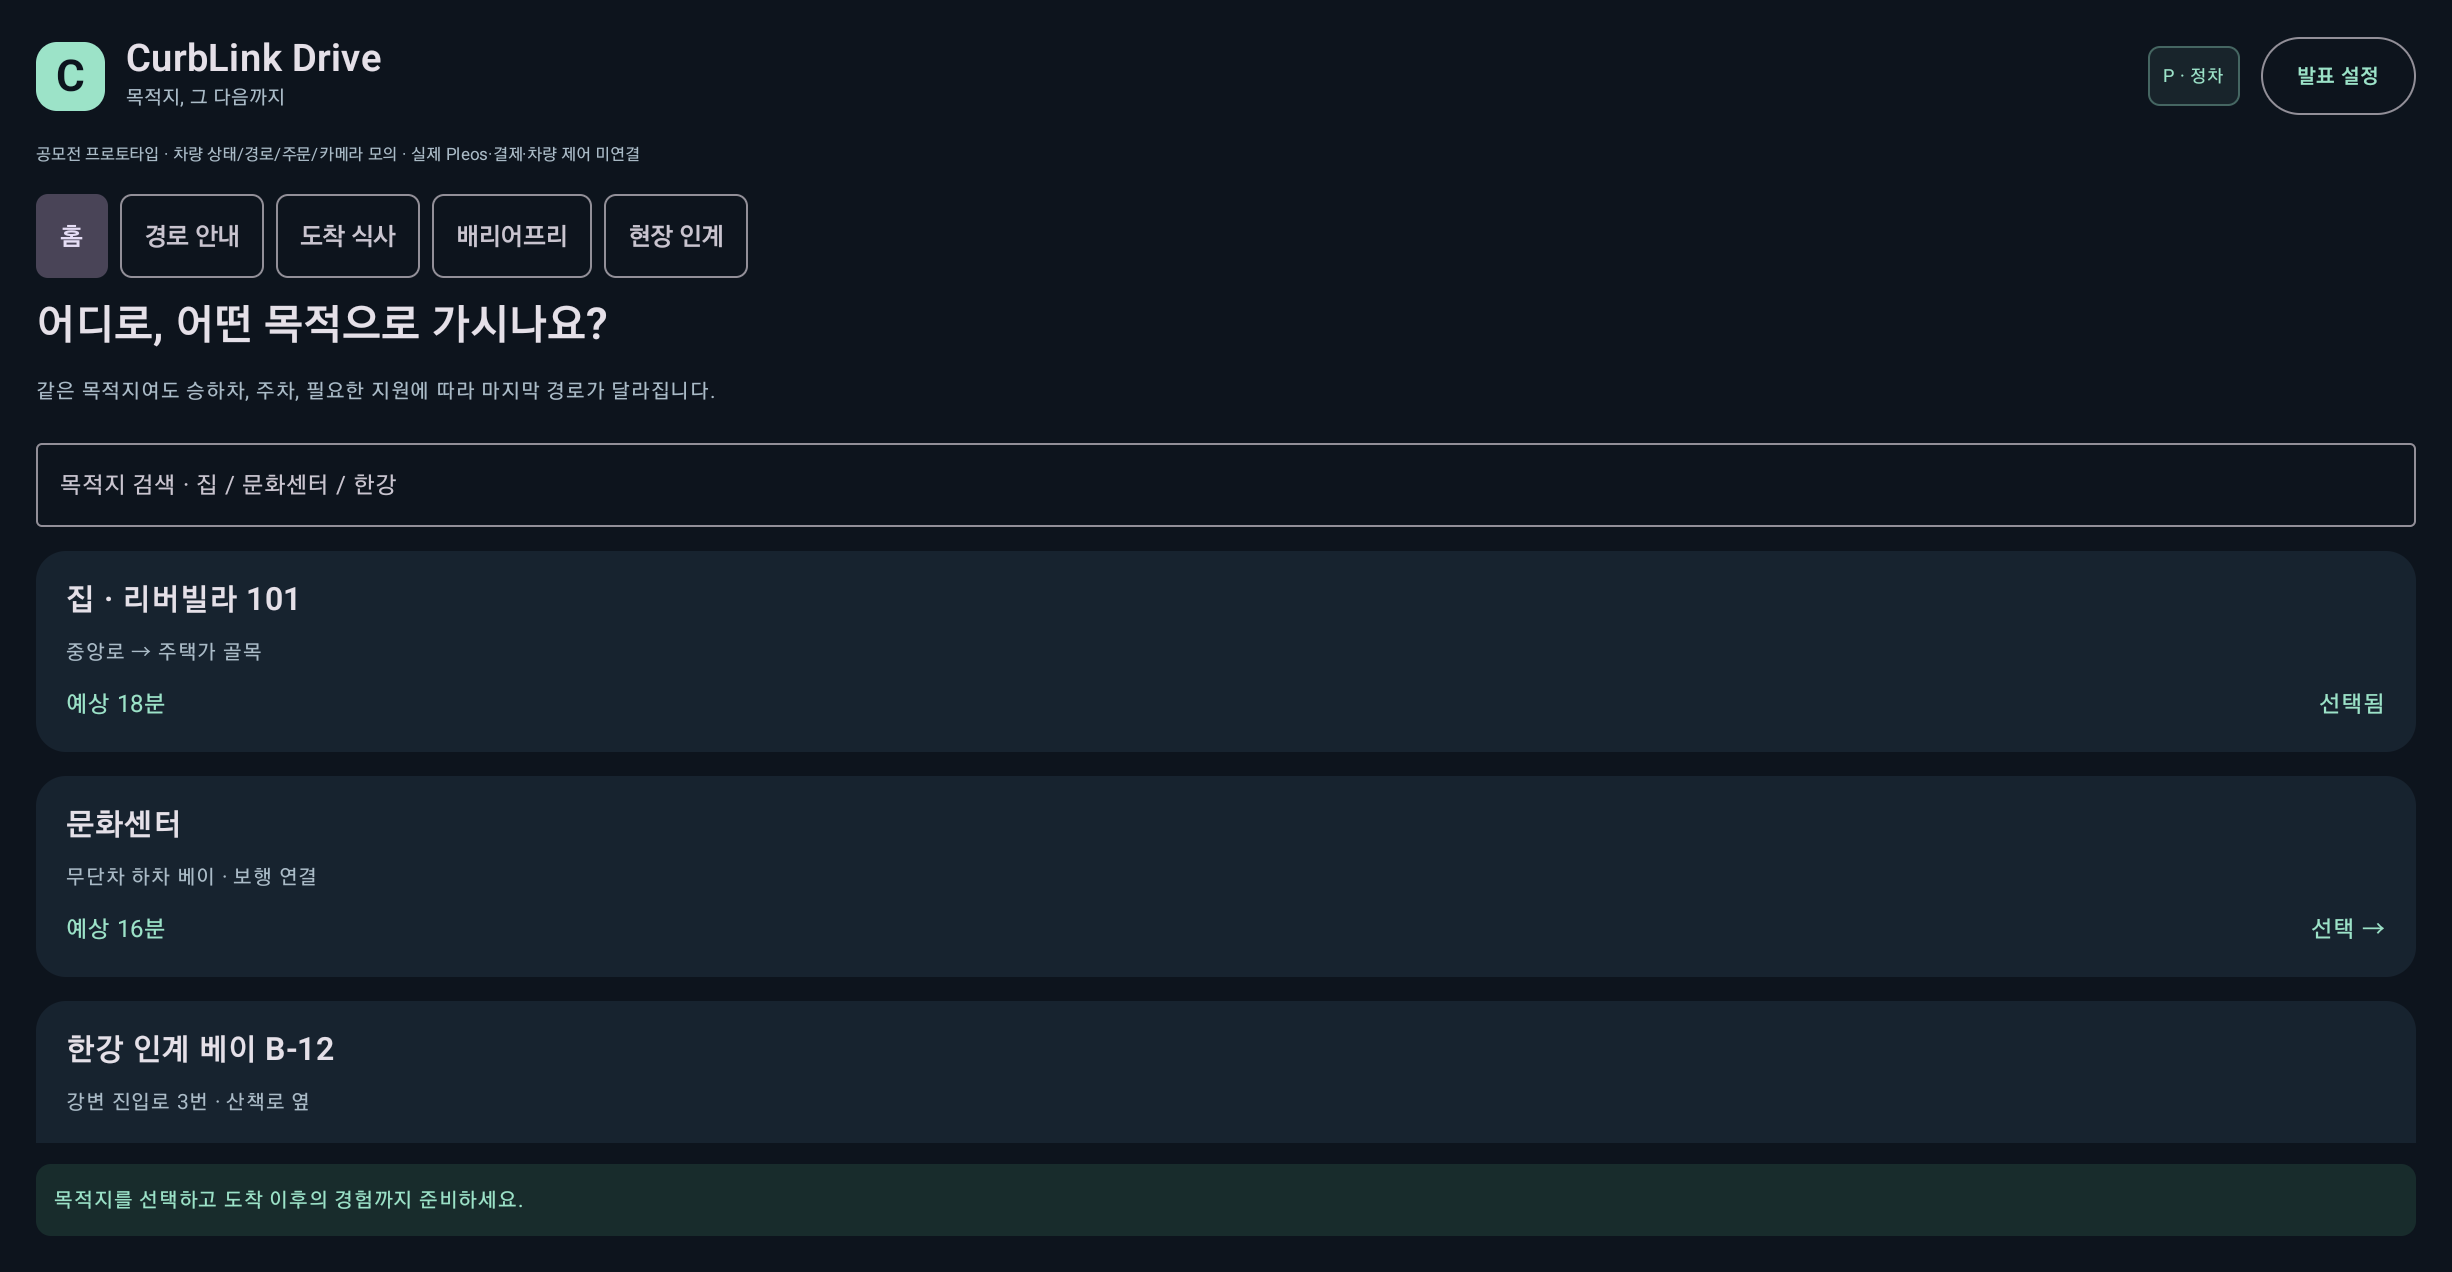 C
CurbLink Drive
목적지, 그 다음까지
P · 정차
발표 설정
공모전 프로토타입 · 차량 상태/경로/주문/카메라 모의 · 실제 Pleos·결제·차량 제어 미연결
홈
경로 안내
도착 식사
배리어프리
현장 인계
어디로, 어떤 목적으로 가시나요?
같은 목적지여도 승하차, 주차, 필요한 지원에 따라 마지막 경로가 달라집니다.
목적지 검색 · 집 / 문화센터 / 한강
집 · 리버빌라 101
중앙로 → 주택가 골목
예상 18분
선택됨
문화센터
무단차 하차 베이 · 보행 연결
예상 16분
선택 →
한강 인계 베이 B-12
강변 진입로 3번 · 산책로 옆
목적지를 선택하고 도착 이후의 경험까지 준비하세요.